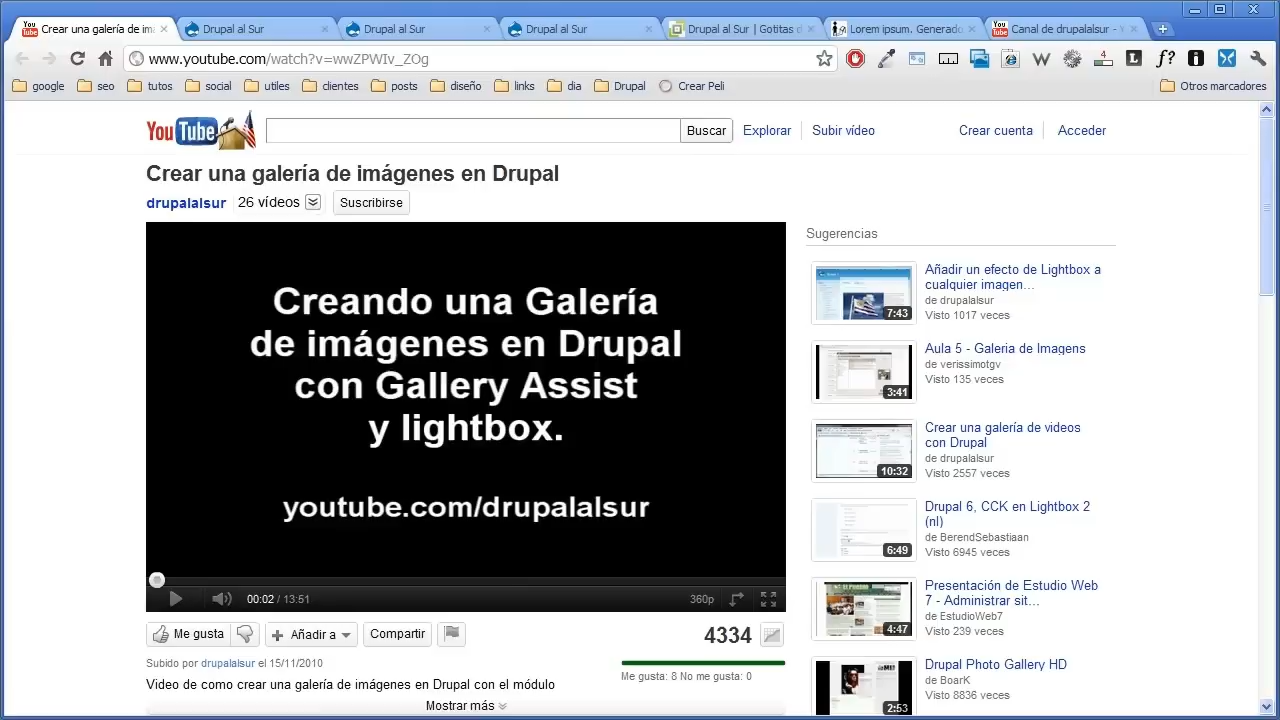 Crear una galería de im
Drupal al Sur
Drupal al Sur
Drupal al Sur
Drupal al Sur | Gotitas d
Lorem ipsum. Generado
Canal de drupalalsur -
www.youtube.com/watch?v=wwZPWIv_ZOg
google
seo
tutos
social
utiles
clientes
posts
diseño
links
dia
Drupal
Crear Peli
Otros marcadores
YouTube
Buscar
Explorar
Subir vídeo
Crear cuenta
Acceder
Crear una galería de imágenes en Drupal
drupalalsur 26 vídeos
Suscribirse
Creando una Galería
de imágenes en Drupal
con Gallery Assist
y lightbox.
youtube.com/drupalalsur
00:02 / 13:51
360p
Me gusta
Añadir a
Compartir
4334
Subido por drupalalsur el 15/11/2010
Me gusta: 8 No me gusta: 0
Video de como crear una galería de imágenes en Drupal con el módulo
Mostrar más
Sugerencias
7:43
Añadir un efecto de Lightbox a
cualquier imagen...
de drupalalsur
Visto 1017 veces
3:41
Aula 5 - Galeria de Imagens
de verissimotgv
Visto 135 veces
10:32
Crear una galería de videos
con Drupal
de drupalalsur
Visto 2557 veces
6:49
Drupal 6, CCK en Lightbox 2
(nl)
de BerendSebastiaan
Visto 6945 veces
4:47
Presentación de Estudio Web
7 - Administrar sit...
de EstudioWeb7
Visto 239 veces
2:53
Drupal Photo Gallery HD
de BoarK
Visto 8836 veces